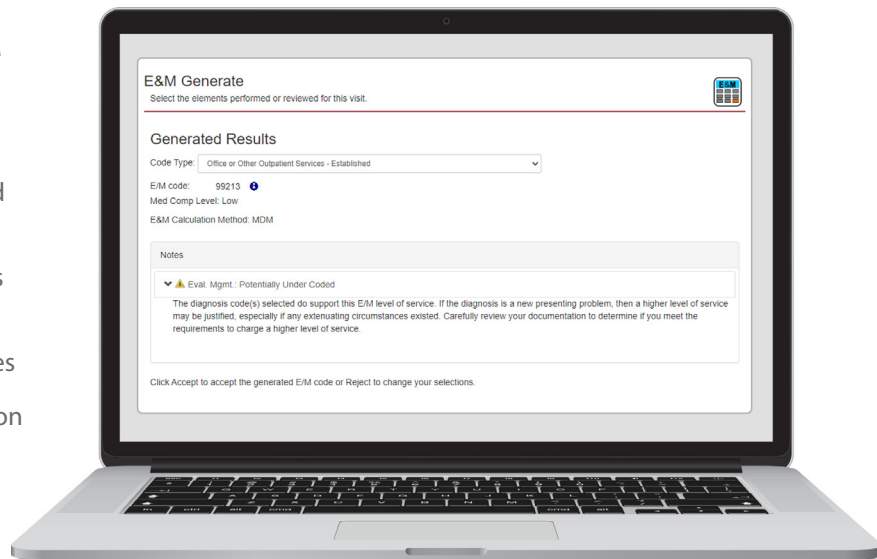 d
s
es
on
E&M Generate
Select the elements performed or reviewed for this visit.
E&M
Generated Results
Code Type: Office or Other Outpatient Services - Established
E/M code: 99213
Med Comp Level: Low
E&M Calculation Method: MDM
Notes
Eval. Mgmt.: Potentially Under Coded
The diagnosis code(s) selected do support this E/M level of service. If the diagnosis is a new presenting problem, then a higher level of service
may be justified, especially if any extenuating circumstances existed. Carefully review your documentation to determine if you meet the
requirements to charge a higher level of service.
Click Accept to accept the generated E/M code or Reject to change your selections.